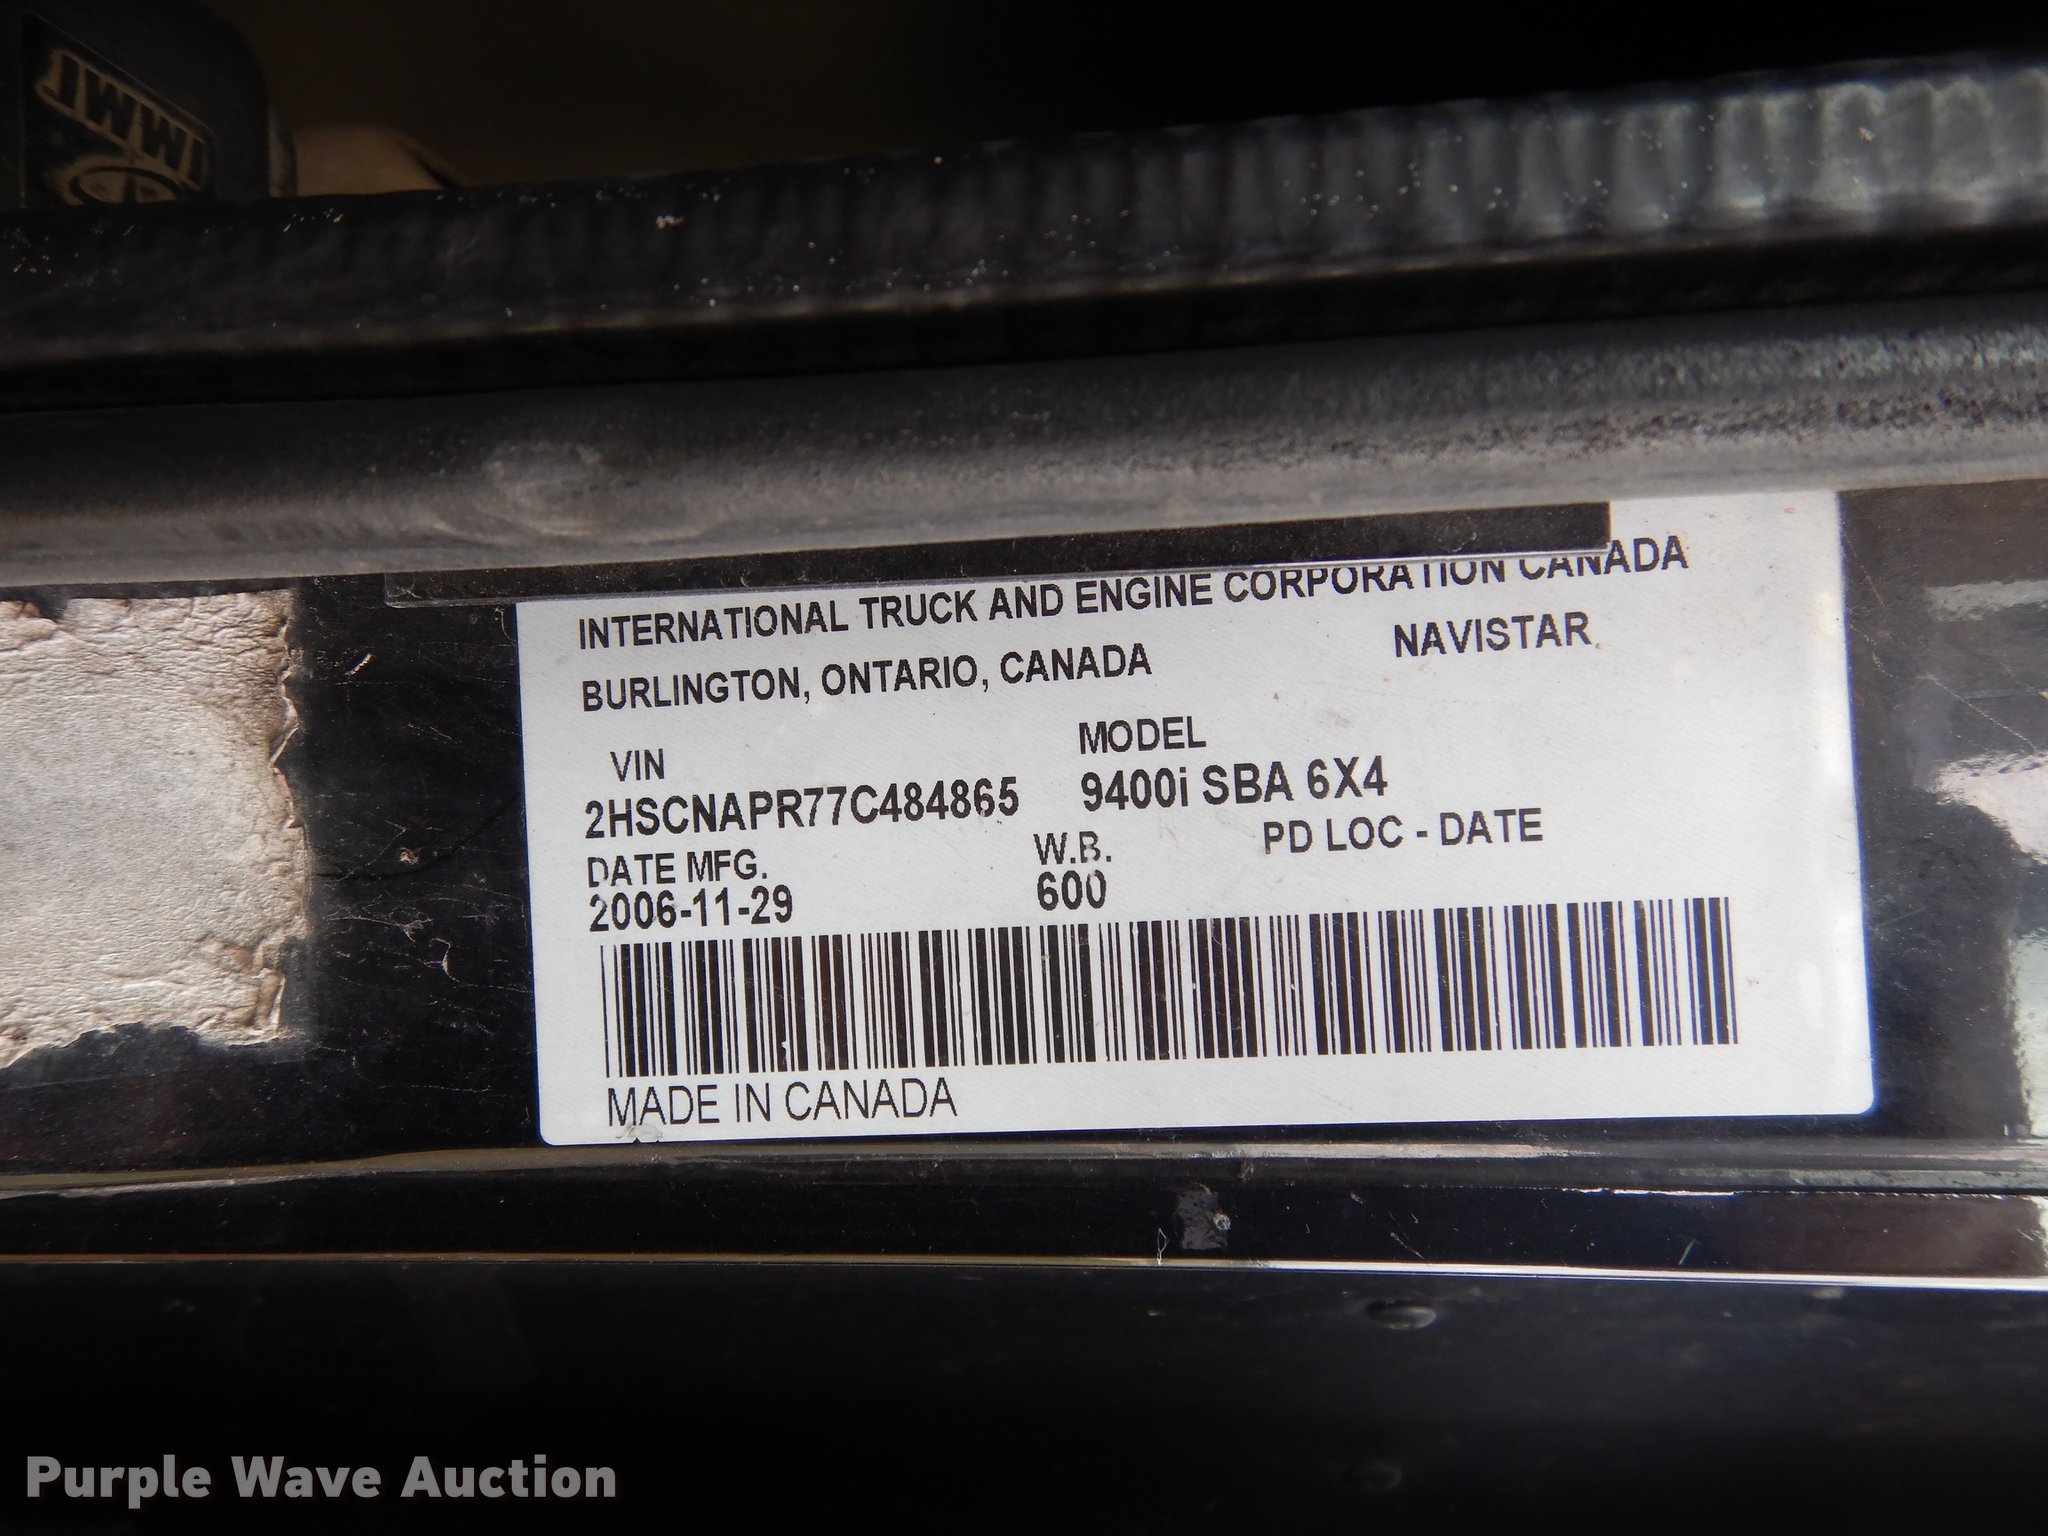 INTERNATIONAL TRUCK AND ENGINE CORPORATION CANADA
BURLINGTON, ONTARIO, CANADA NAVISTAR
VIN MODEL
2HSCNAPR77C484865 9400i SBA 6X4
DATE MFG. W.B. PD LOC - DATE
2006-11-29 600
MADE IN CANADA
Purple Wave Auction